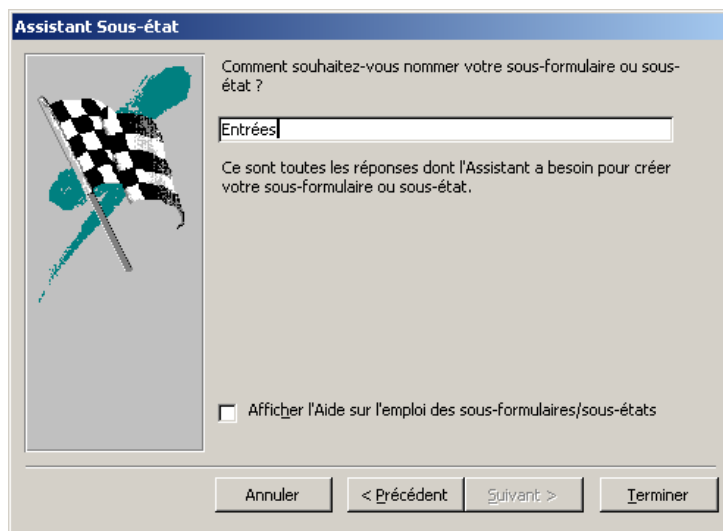 Assistant Sous-état
Comment souhaitez-vous nommer votre sous-formulaire ou sous-
état ?
Entrées
Ce sont toutes les réponses dont l'Assistant a besoin pour créer
votre sous-formulaire ou sous-état.
Afficher l'Aide sur l'emploi des sous-formulaires/sous-états
Annuler
< Précédent
Suivant >
Terminer